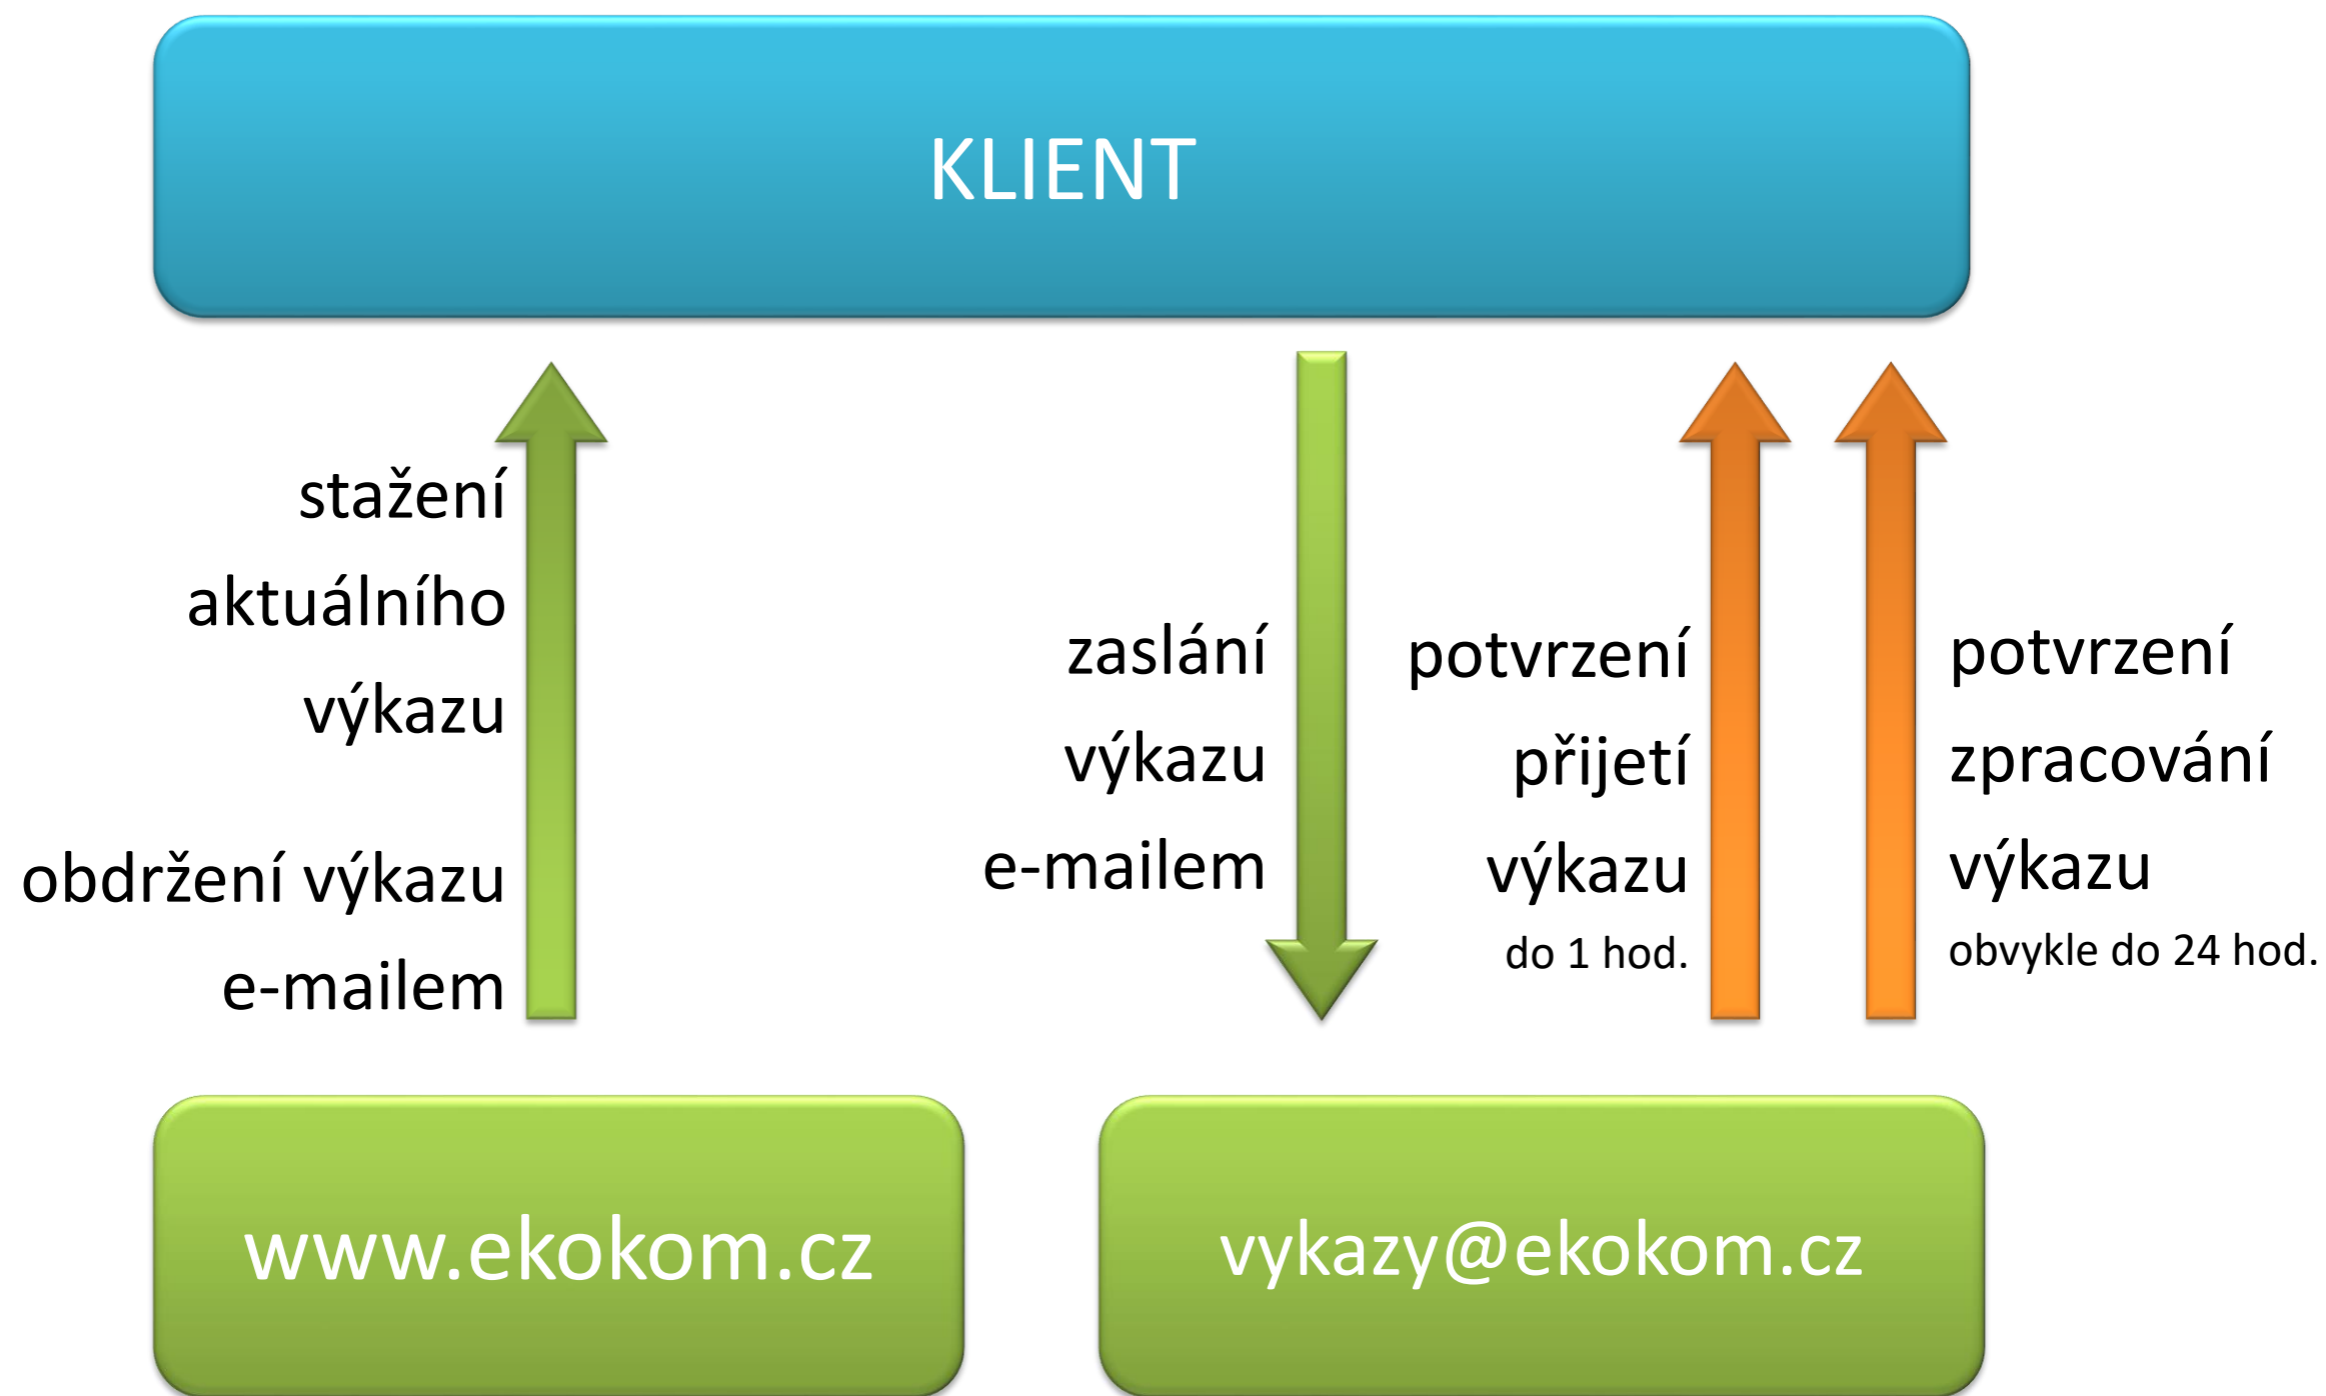 KLIENT
stažení
aktuálního
výkazu
obdržení výkazu
e-mailem
zaslání
výkazu
e-mailem
potvrzení
přijetí
výkazu
do 1 hod.
potvrzení
zpracování
výkazu
obvykle do 24 hod.
www.ekokom.cz
vykazy@ekokom.cz